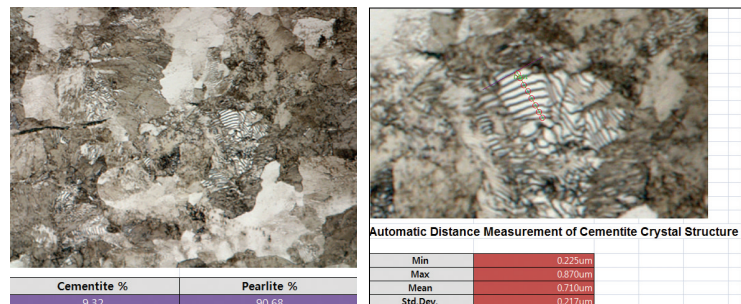 Cementite % Pearlite %
9.32 90.68
Automatic Distance Measurement of Cementite Crystal Structure
Min 0.225um
Max 0.870um
Mean 0.710um
Std.Dev. 0.217um